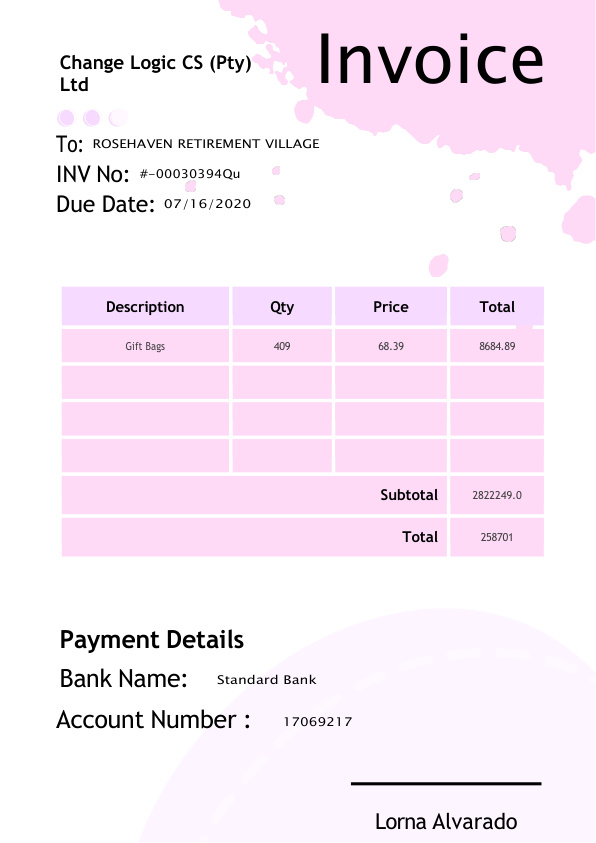 Invoice
Change Logic CS (Pty)
Ltd
To: ROSEHAVEN RETIREMENT VILLAGE
INV No: #-00030394Qu
Due Date: 07/16/2020
Description Qty Price Total
Gift Bags 409 68.39 8684.89
Subtotal 2822249.0
Total 258701
Payment Details
Bank Name: Standard Bank
Account Number : 17069217
Lorna Alvarado